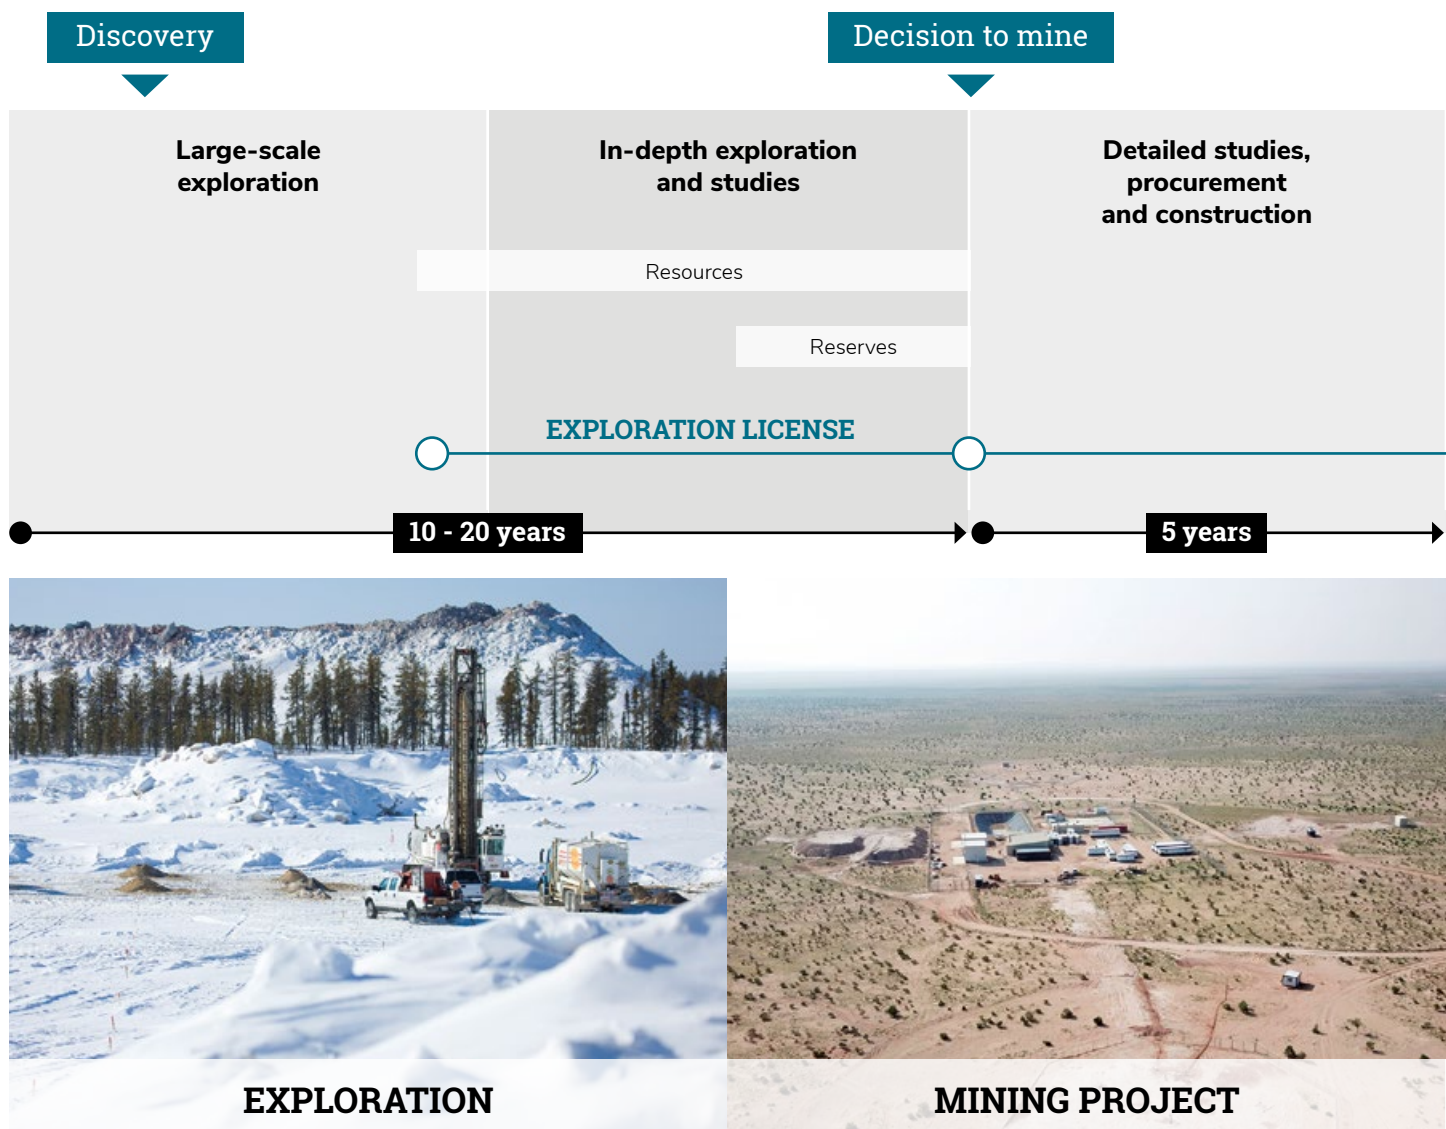 Discovery
Decision to mine
Large-scale
exploration
In-depth exploration
and studies
Detailed studies,
procurement
and construction
Resources
Reserves
EXPLORATION LICENSE
10 - 20 years
5 years
EXPLORATION
MINING PROJECT